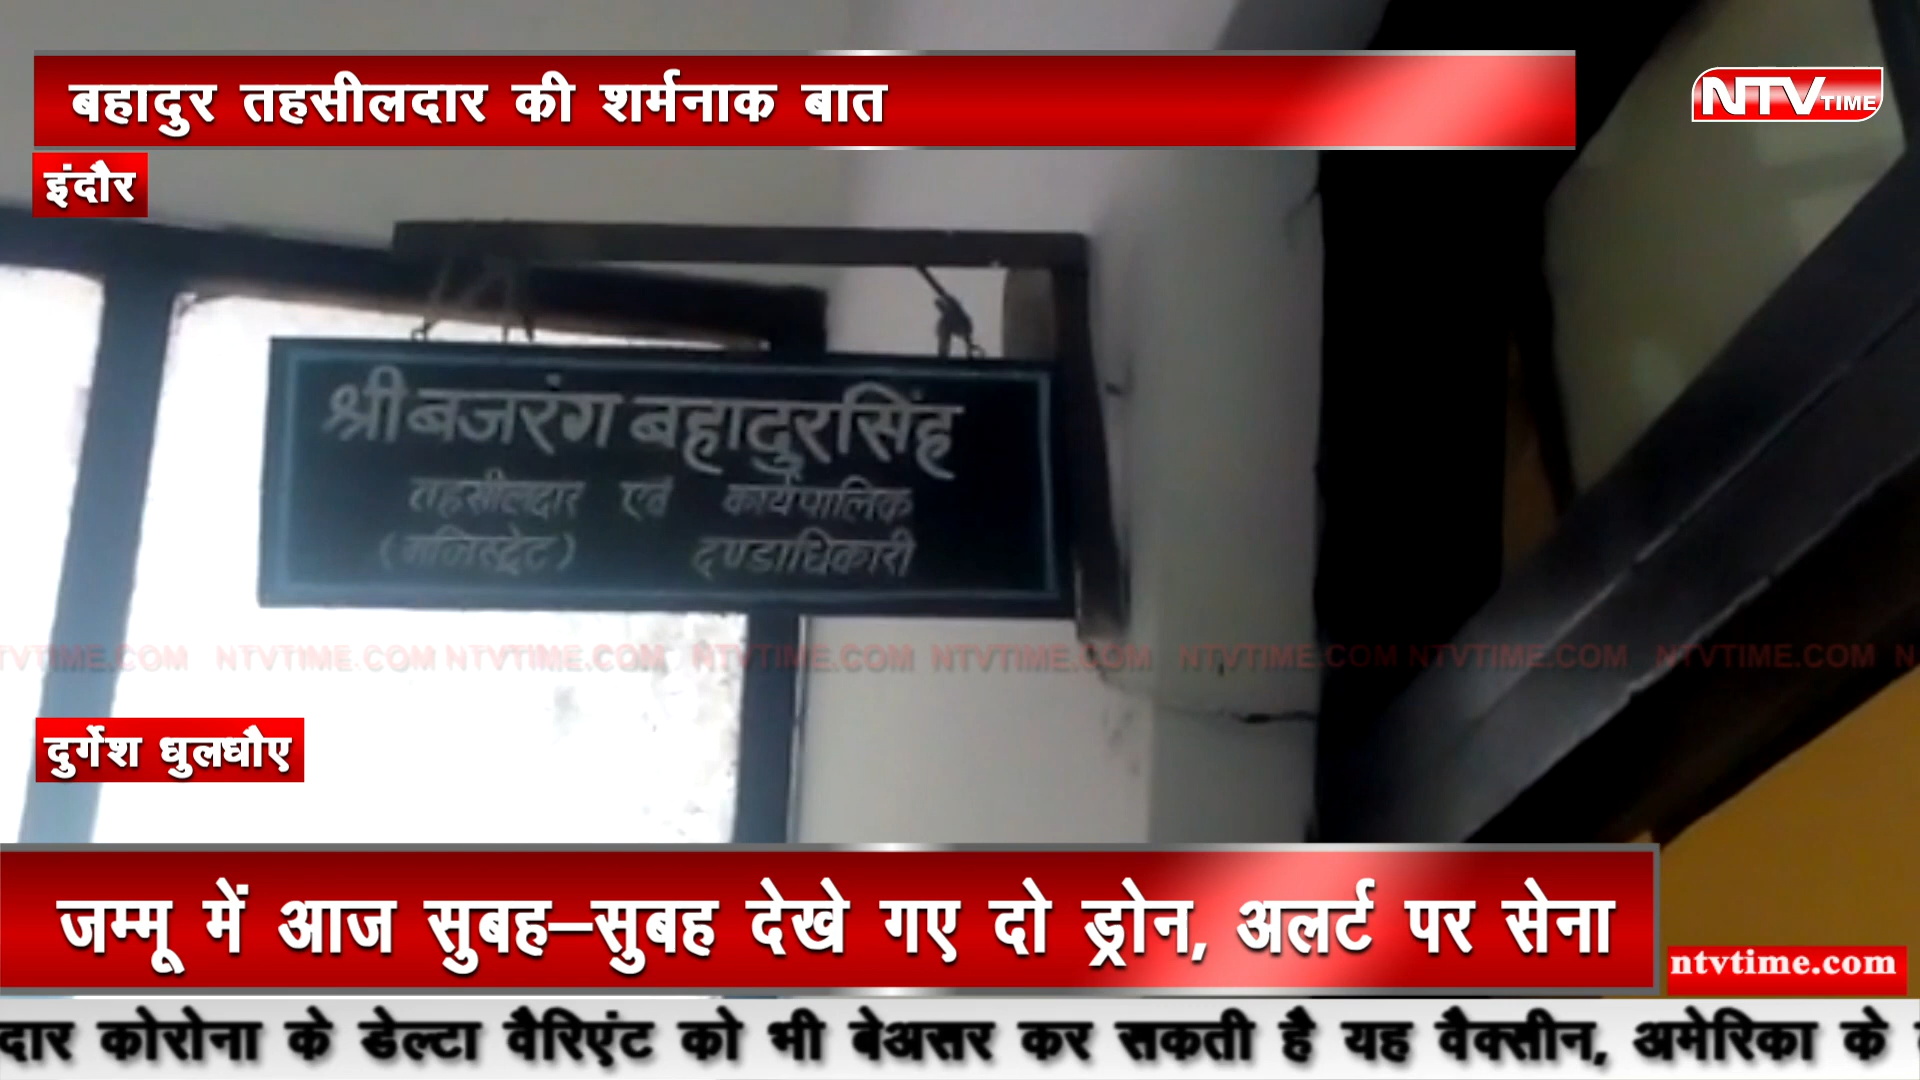 बहादुर तहसीलदार की शर्मनाक बात
NTV TIME
इंदौर
श्री बजरंग बहादुरसिंह
तहसीलदार एवं कार्यपालिक
(मजिस्ट्रेट) दण्डाधिकारी
TVTIME.COM NTVTIME.COM NTVTIME.COM NTVTIME.COM NTVTIME.COM NTVTIME.COM NTVTIME.COM NTVTIME.COM N
दुर्गेश धुलधौए
जम्मू में आज सुबह–सुबह देखे गए दो ड्रोन, अलर्ट पर सेना
ntvtime.com
दार कोरोना के डेल्टा वैरिएंट को भी बेअसर कर सकती है यह वैक्सीन, अमेरिका के